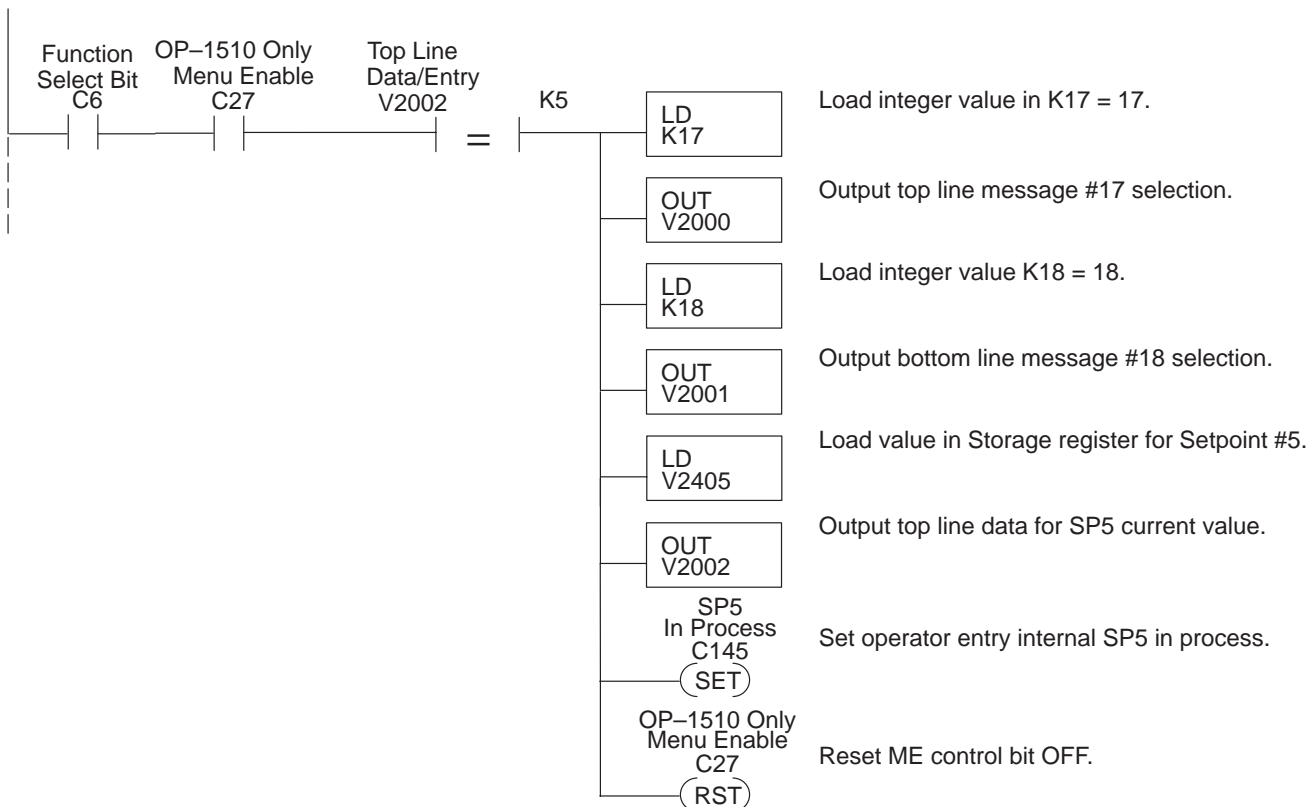 Function
Select Bit
C6
OP–1510 Only
Menu Enable
C27
Top Line
Data/Entry
V2002
=
K5
LD
K17
Load integer value in K17 = 17.
OUT
V2000
Output top line message #17 selection.
LD
K18
Load integer value K18 = 18.
OUT
V2001
Output bottom line message #18 selection.
LD
V2405
Load value in Storage register for Setpoint #5.
OUT
V2002
Output top line data for SP5 current value.
SP5
In Process
C145
SET
Set operator entry internal SP5 in process.
OP–1510 Only
Menu Enable
C27
RST
Reset ME control bit OFF.